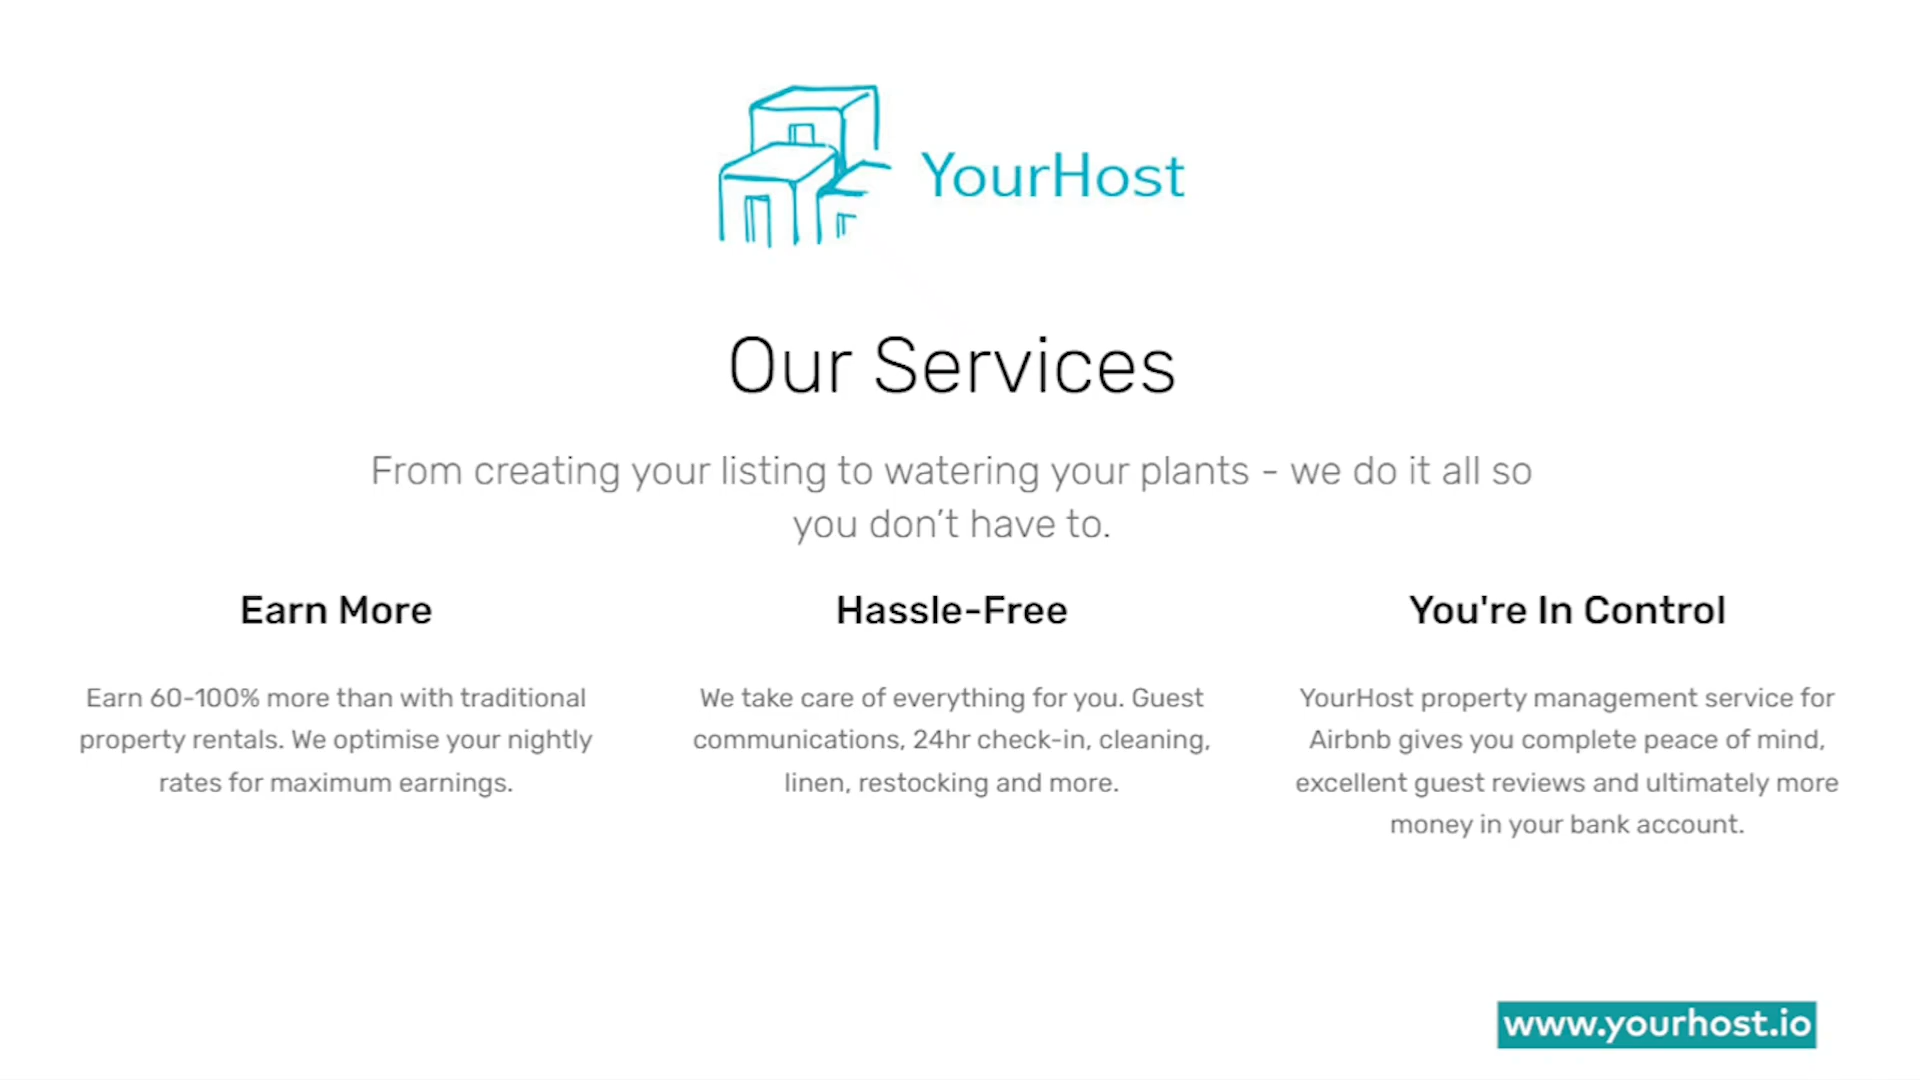 YourHost
Our Services
From creating your listing to watering your plants - we do it all so
you don’t have to.
Earn More
Earn 60-100% more than with traditional
property rentals. We optimise your nightly
rates for maximum earnings.
Hassle-Free
We take care of everything for you. Guest
communications, 24hr check-in, cleaning,
linen, restocking and more.
You're In Control
YourHost property management service for
Airbnb gives you complete peace of mind,
excellent guest reviews and ultimately more
money in your bank account.
www.yourhost.io